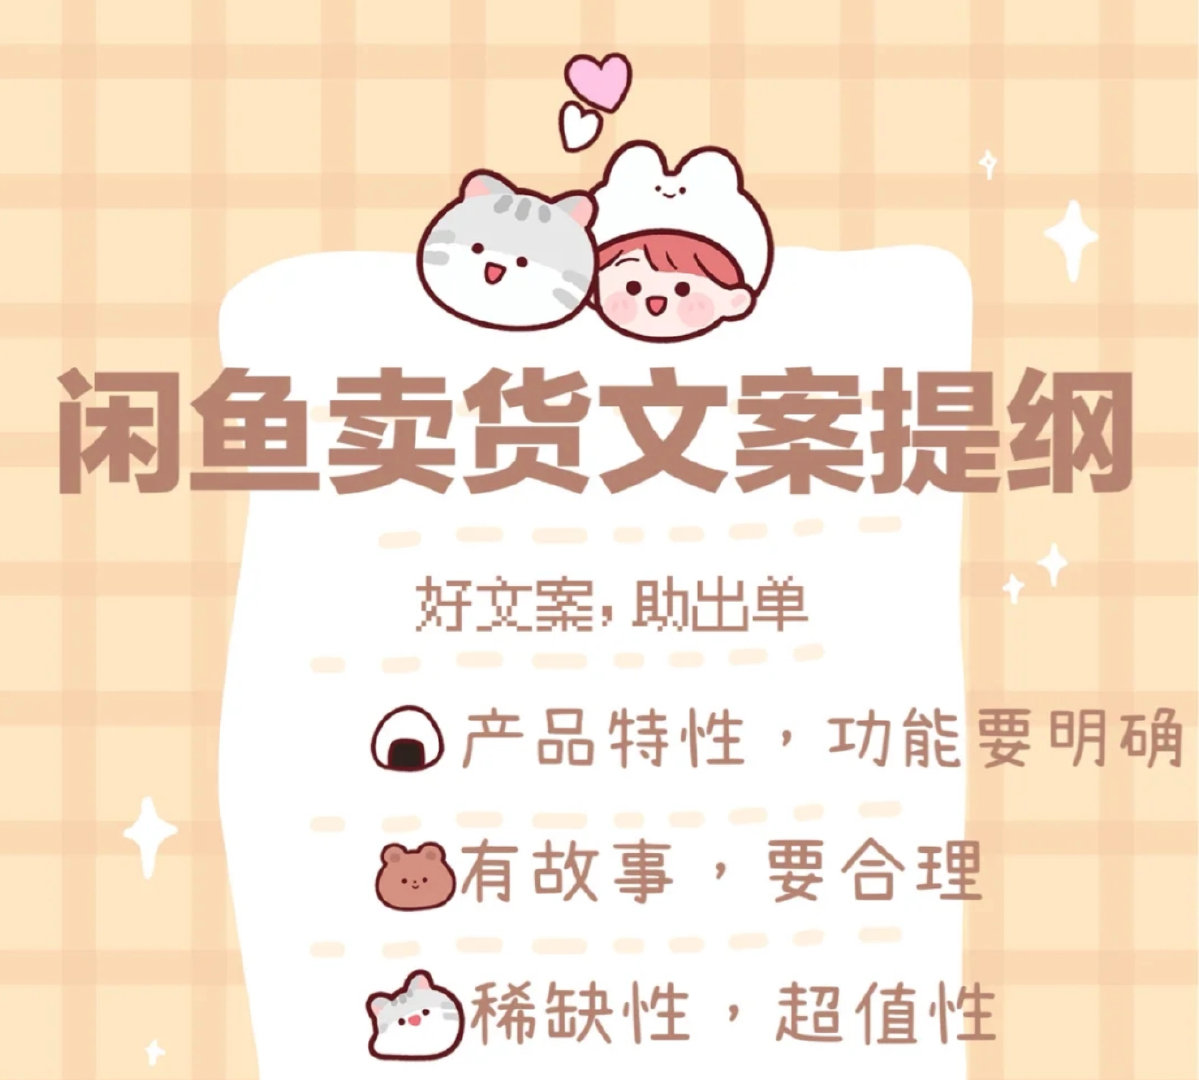 闲鱼卖货文案提纲
好文案，助出单
产品特性，功能要明确
有故事，要合理
稀缺性，超值性